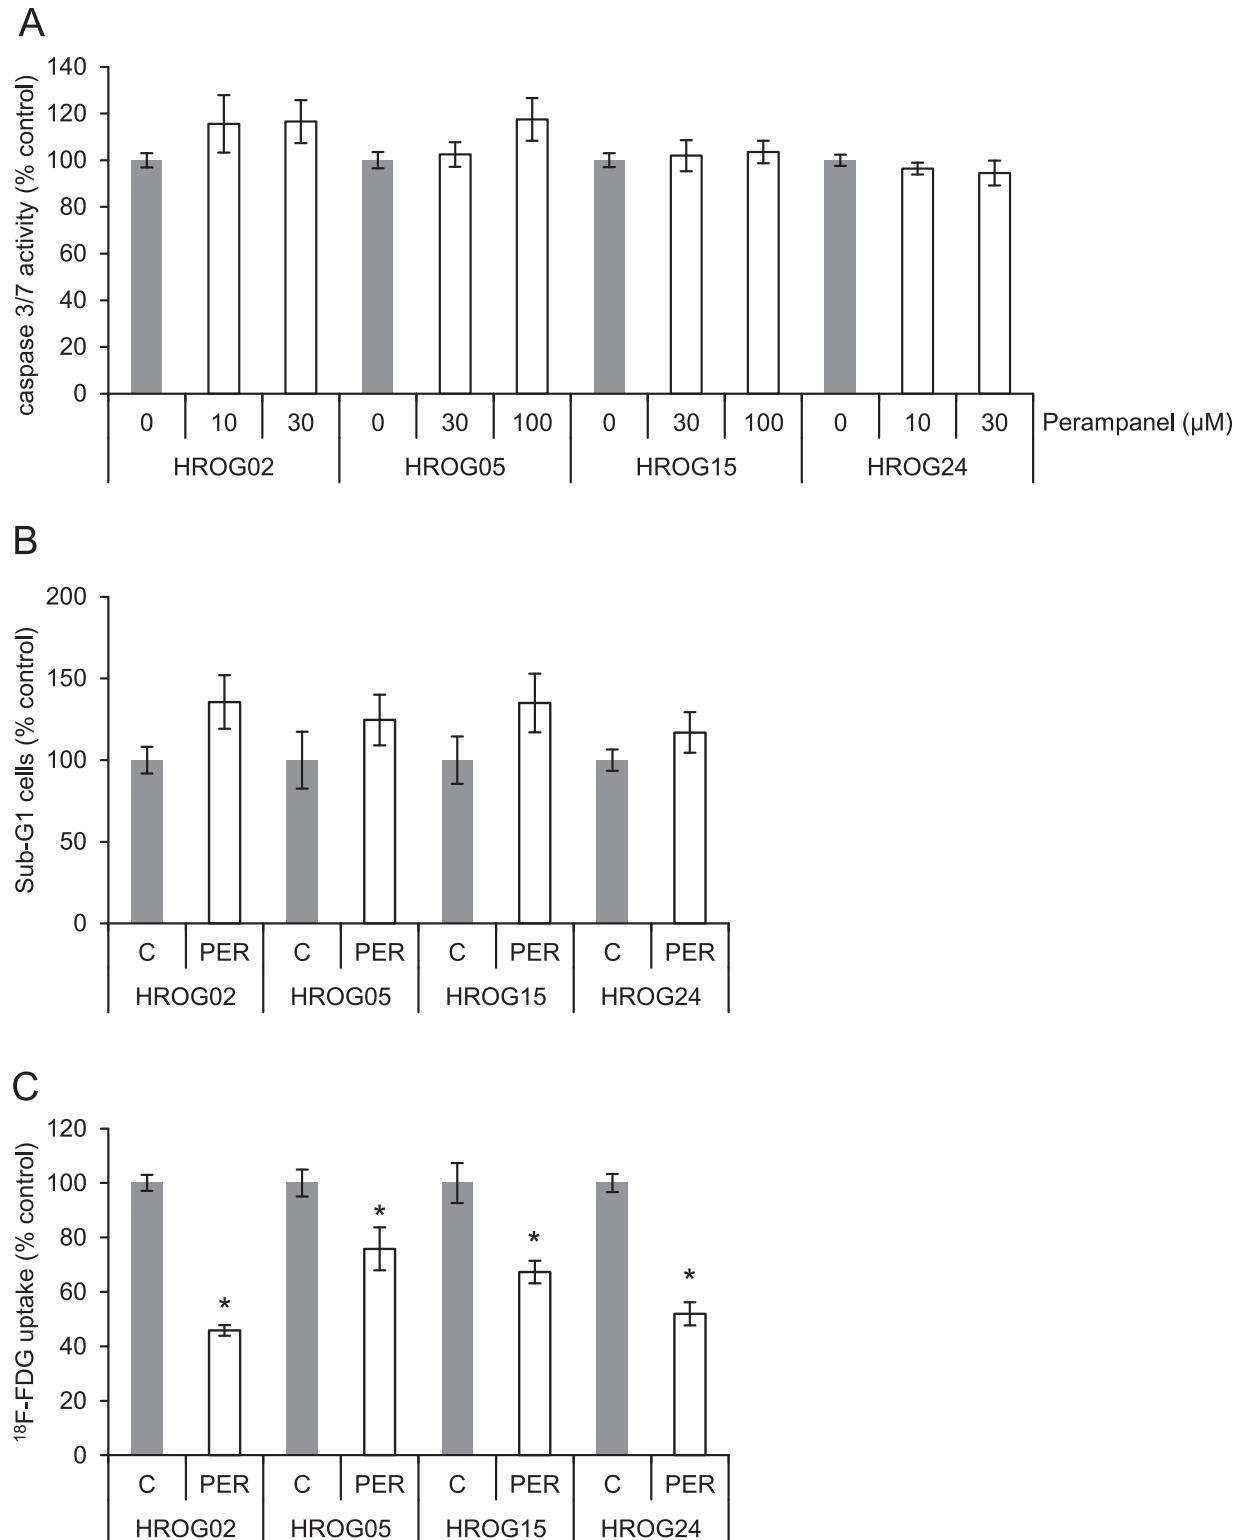 A
caspase 3/7 activity (% control)
140
120
100
80
60
40
20
0
0 10 30 0 30 100 0 30 100 0 10 30 Perampanel (µM)
HROG02 HROG05 HROG15 HROG24
B
Sub-G1 cells (% control)
200
150
100
50
0
C PER C PER C PER C PER
HROG02 HROG05 HROG15 HROG24
C
¹⁸F-FDG uptake (% control)
120
100
80
60
40
20
0
* * * *
C PER C PER C PER C PER
HROG02 HROG05 HROG15 HROG24